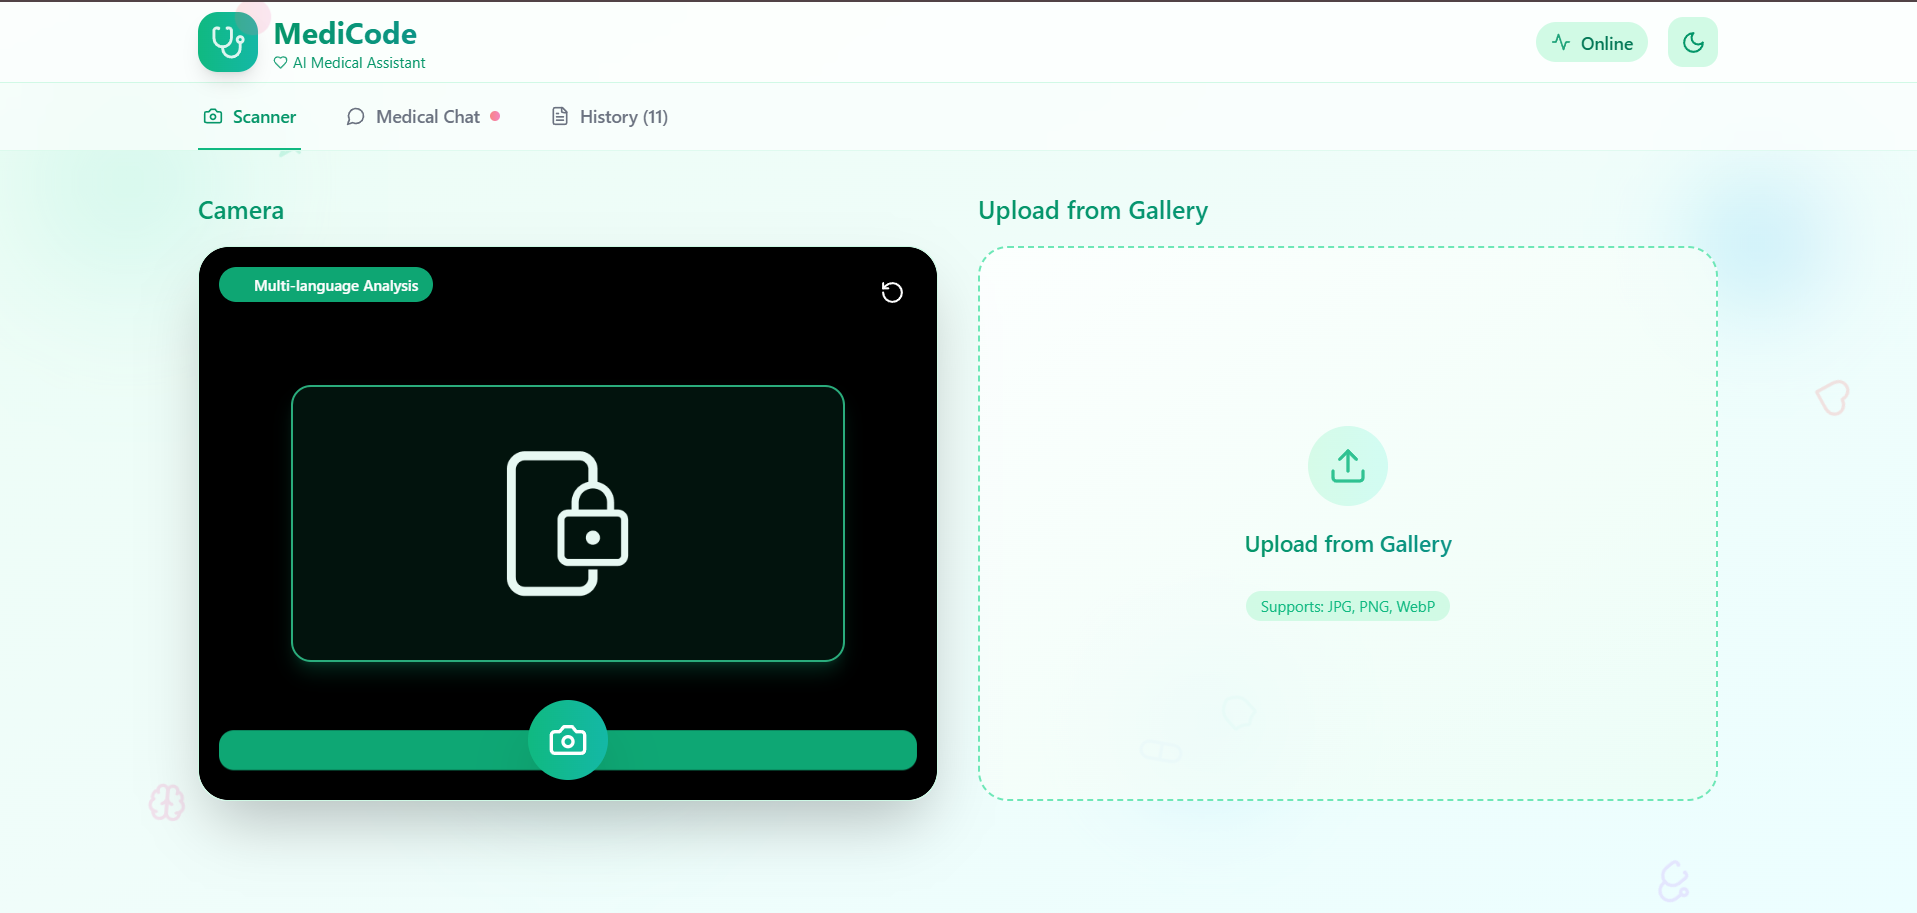 MediCode
AI Medical Assistant
Online
Scanner
Medical Chat
History (11)
Camera
Upload from Gallery
Multi-language Analysis
Upload from Gallery
Supports: JPG, PNG, WebP